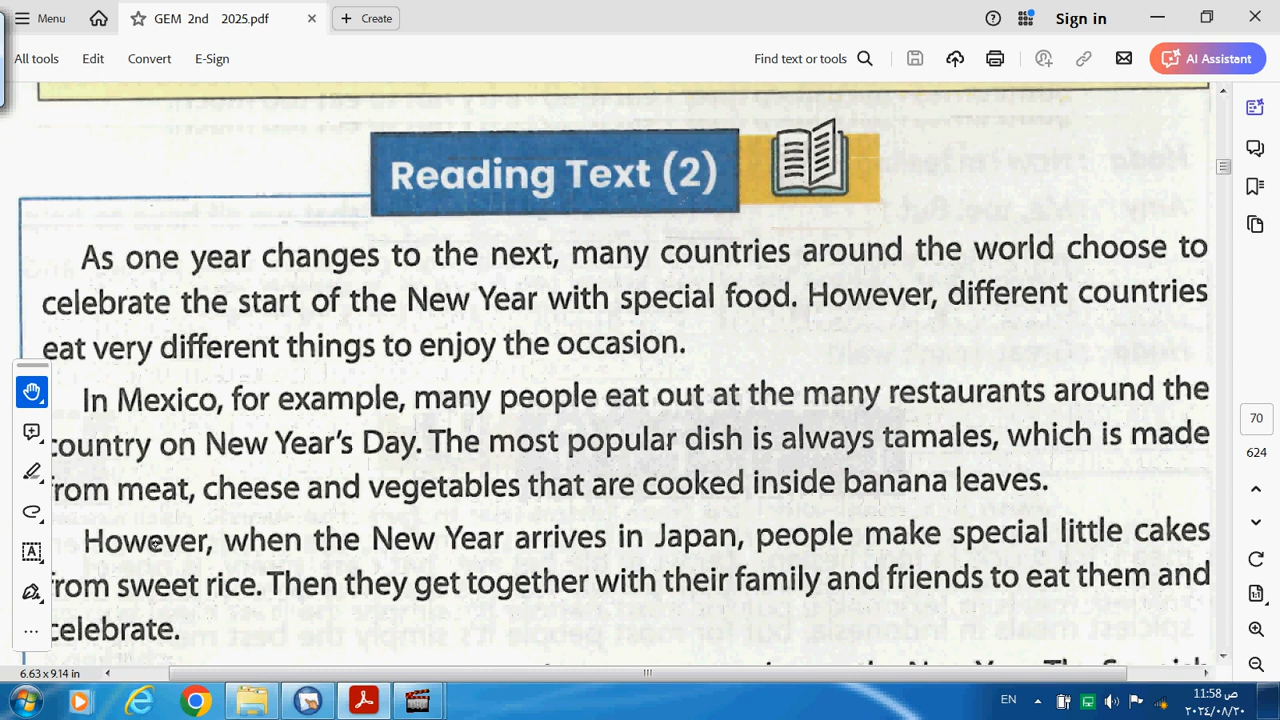 Menu
GEM 2nd 2025.pdf
Create
Sign in
All tools
Edit
Convert
E-Sign
Find text or tools
AI Assistant
Reading Text (2)
As one year changes to the next, many countries around the world choose to
celebrate the start of the New Year with special food. However, different countries
eat very different things to enjoy the occasion.
In Mexico, for example, many people eat out at the many restaurants around the
country on New Year's Day. The most popular dish is always tamales, which is made
from meat, cheese and vegetables that are cooked inside banana leaves.
However, when the New Year arrives in Japan, people make special little cakes
from sweet rice. Then they get together with their family and friends to eat them and
celebrate.
70
624
6.63 x 9.14 in
EN
11:58 ص
٢٠٢٤/٠٨/٢٠